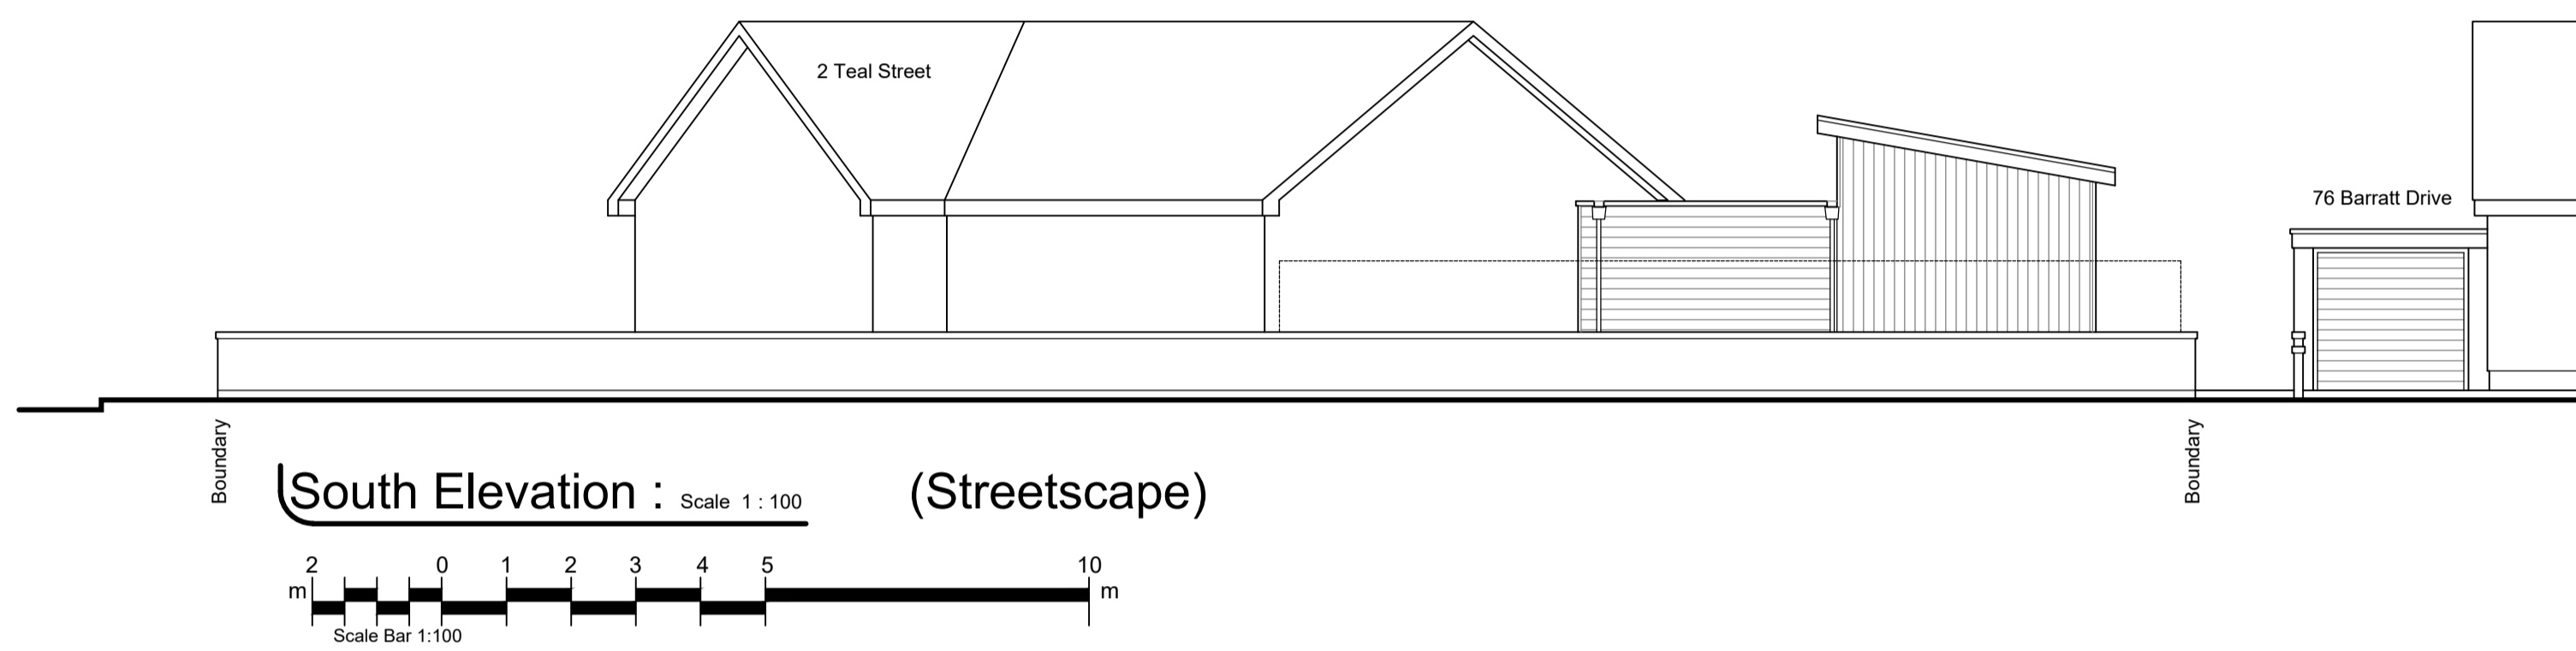 2 Teal Street
76 Barratt Drive
Boundary
Boundary
South Elevation : Scale 1 : 100 (Streetscape)
2 0 1 2 3 4 5 10
m m
Scale Bar 1:100